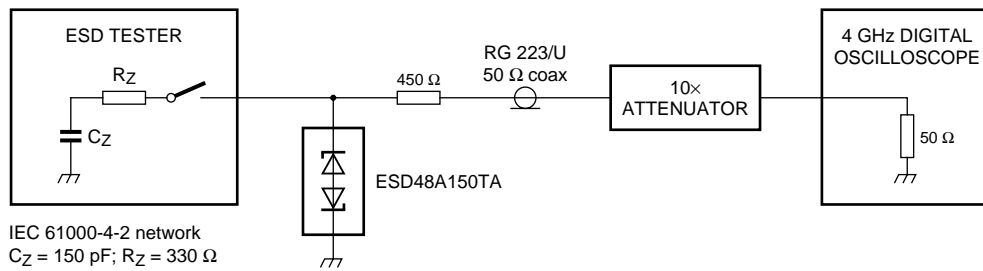 ESD TESTER
RZ
CZ
450 Ω
RG 223/U
50 Ω coax
10×
ATTENUATOR
4 GHz DIGITAL
OSCILLOSCOPE
50 Ω
ESD48A150TA
IEC 61000-4-2 network
CZ = 150 pF; RZ = 330 Ω